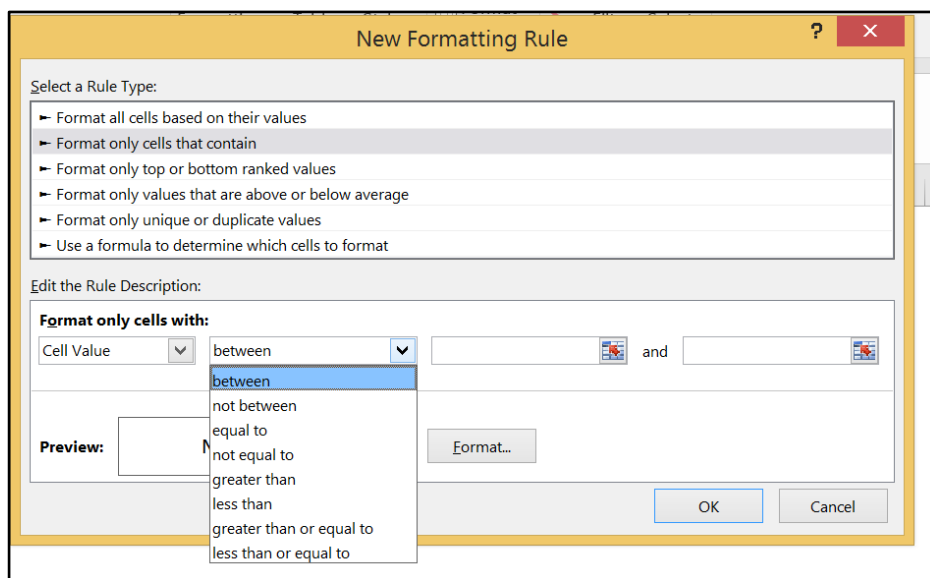 New Formatting Rule
?
Select a Rule Type:
Format all cells based on their values
Format only cells that contain
Format only top or bottom ranked values
Format only values that are above or below average
Format only unique or duplicate values
Use a formula to determine which cells to format
Edit the Rule Description:
Format only cells with:
Cell Value between and
between
not between
equal to
Preview: Format...
not equal to
greater than
less than
OK Cancel
greater than or equal to
less than or equal to